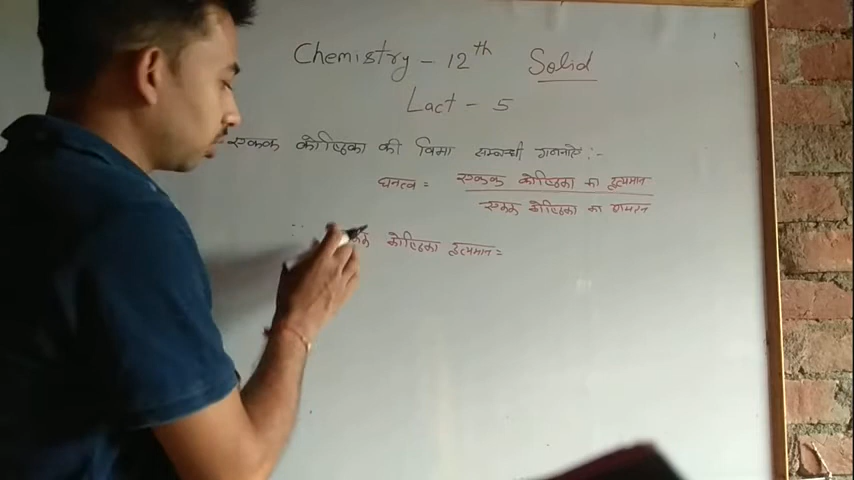 Chemistry - 12th Solid
Lact - 5
एकक कोष्ठिका की विमा सम्बन्धी गणनाएं :-
घनत्व = एकक कोष्ठिका का द्रव्यमान
एकक कोष्ठिका का आयतन
कोष्ठिका द्रव्यमान =